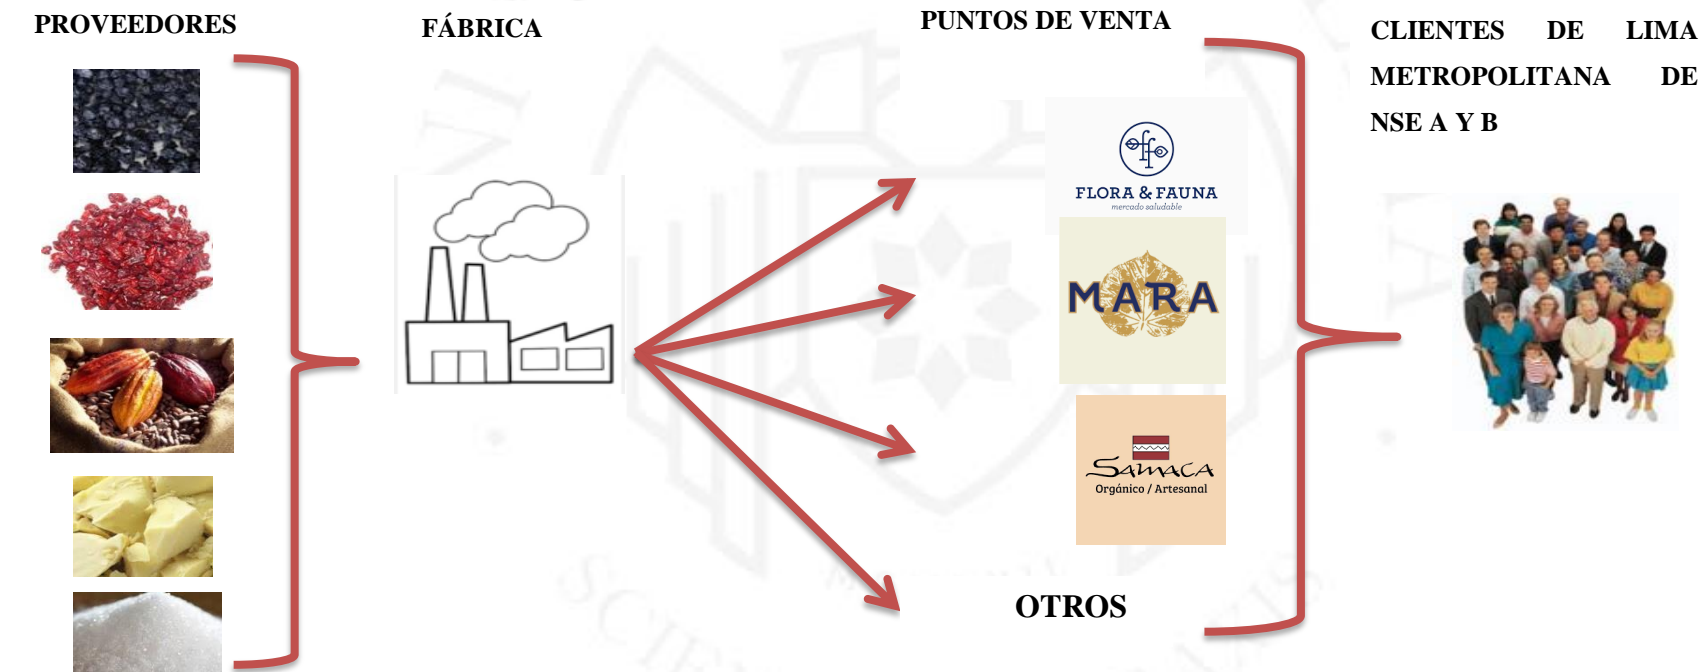 PROVEEDORES
FÁBRICA
PUNTOS DE VENTA
CLIENTES DE LIMA
METROPOLITANA DE
NSE A Y B
FLORA & FAUNA
mercado saludable
MARA
SAMACA
Orgánico / Artesanal
OTROS